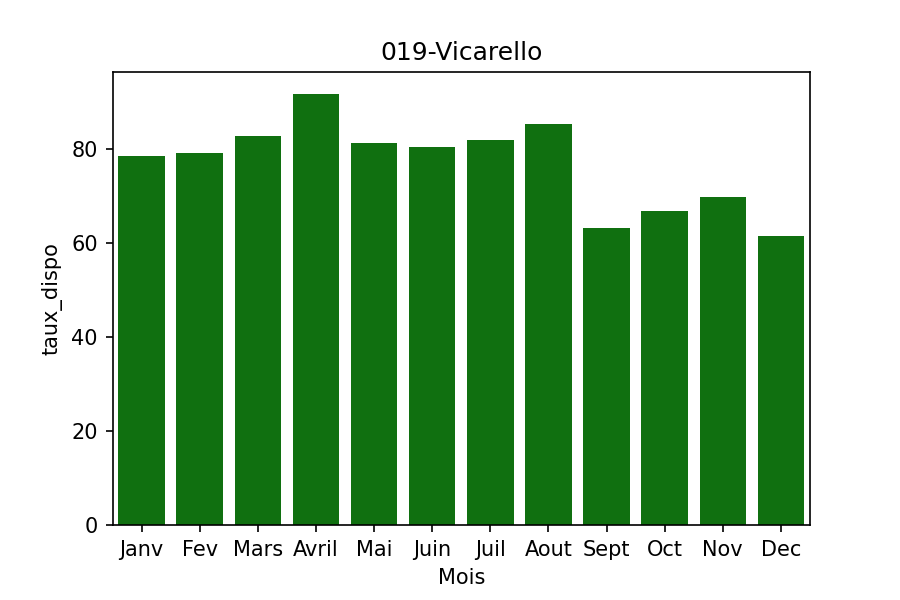 019-Vicarello
taux_dispo
80
60
40
20
0
Janv Fev Mars Avril Mai Juin Juil Aout Sept Oct Nov Dec
Mois